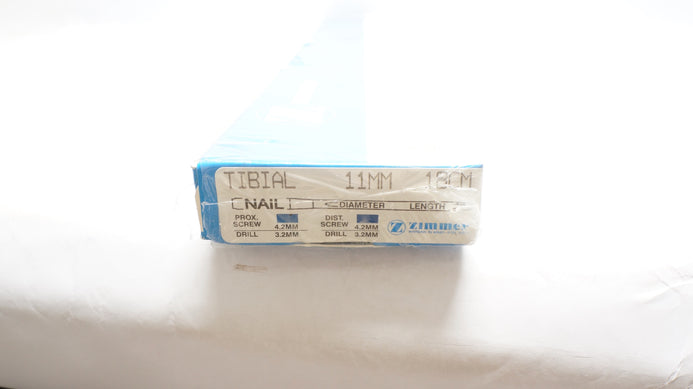 TIBIAL 11MM 18CM
NAIL DIAMETER LENGTH
PROX. SCREW 4.2MM DIST. SCREW 4.2MM
DRILL 3.2MM DRILL 3.2MM
zimmer